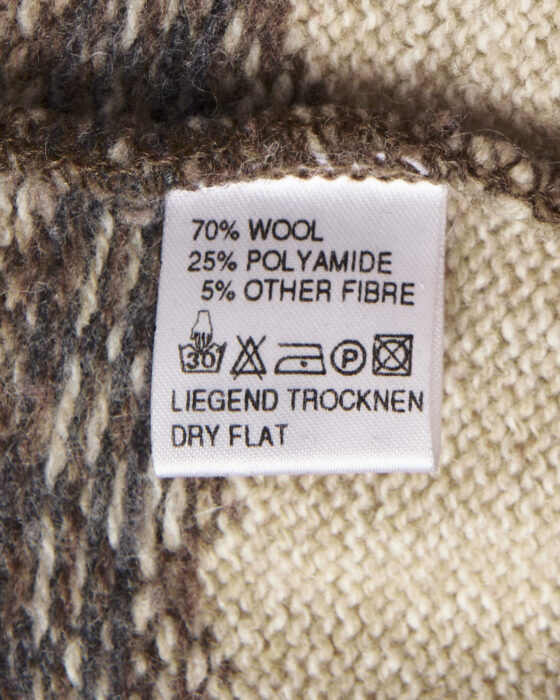 70% WOOL
25% POLYAMIDE
5% OTHER FIBRE
30 P
LIEGEND TROCKNEN
DRY FLAT